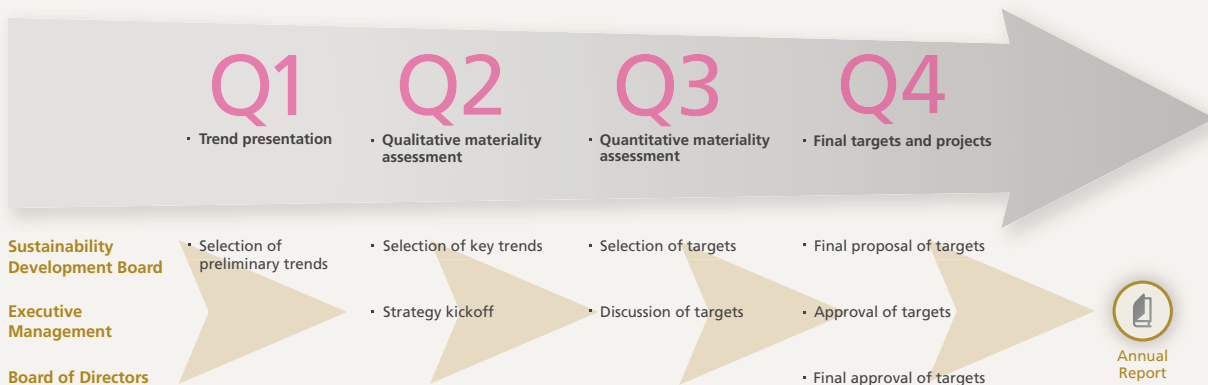 Q1
Q2
Q3
Q4
· Trend presentation
· Qualitative materiality
assessment
· Quantitative materiality
assessment
· Final targets and projects
Sustainability
Development Board
· Selection of
preliminary trends
· Selection of key trends
· Selection of targets
· Final proposal of targets
Executive
Management
· Strategy kickoff
· Discussion of targets
· Approval of targets
Annual
Report
Board of Directors
· Final approval of targets